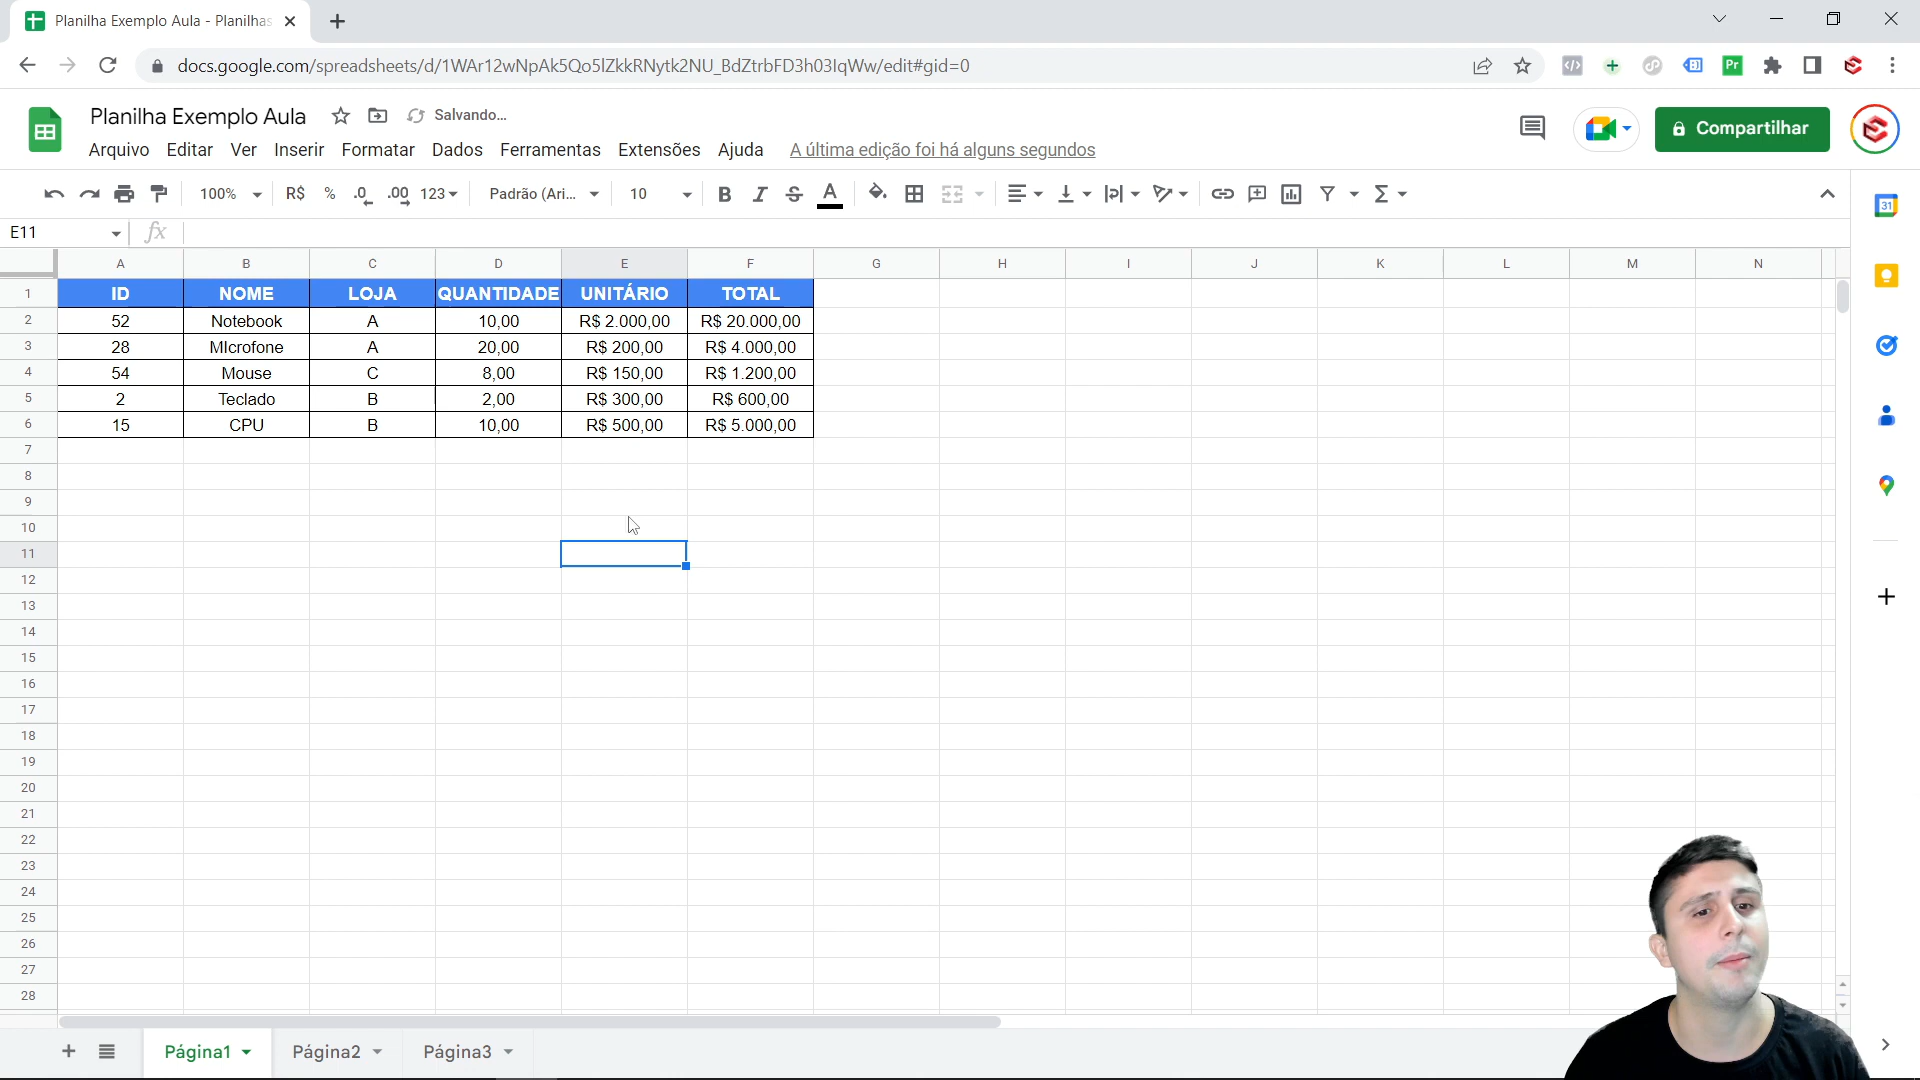 Planilha Exemplo Aula - Planilhas
docs.google.com/spreadsheets/d/1WAr12wNpAk5Qo5lZkkRNytk2NU_BdZtrbFD3h03lqWw/edit#gid=0
Planilha Exemplo Aula Salvando...
Arquivo Editar Ver Inserir Formatar Dados Ferramentas Extensões Ajuda A última edição foi há alguns segundos
Compartilhar
100% R$ % .0 .00 123 Padrão (Ari... 10 B I S A
31
E11 fx
A B C D E F G H I J K L M N
1 ID NOME LOJA QUANTIDADE UNITÁRIO TOTAL
2 52 Notebook A 10,00 R$ 2.000,00 R$ 20.000,00
3 28 MIcrofone A 20,00 R$ 200,00 R$ 4.000,00
4 54 Mouse C 8,00 R$ 150,00 R$ 1.200,00
5 2 Teclado B 2,00 R$ 300,00 R$ 600,00
6 15 CPU B 10,00 R$ 500,00 R$ 5.000,00
7
8
9
10
11
12
13
14
15
16
17
18
19
20
21
22
23
24
25
26
27
28
Página1 Página2 Página3